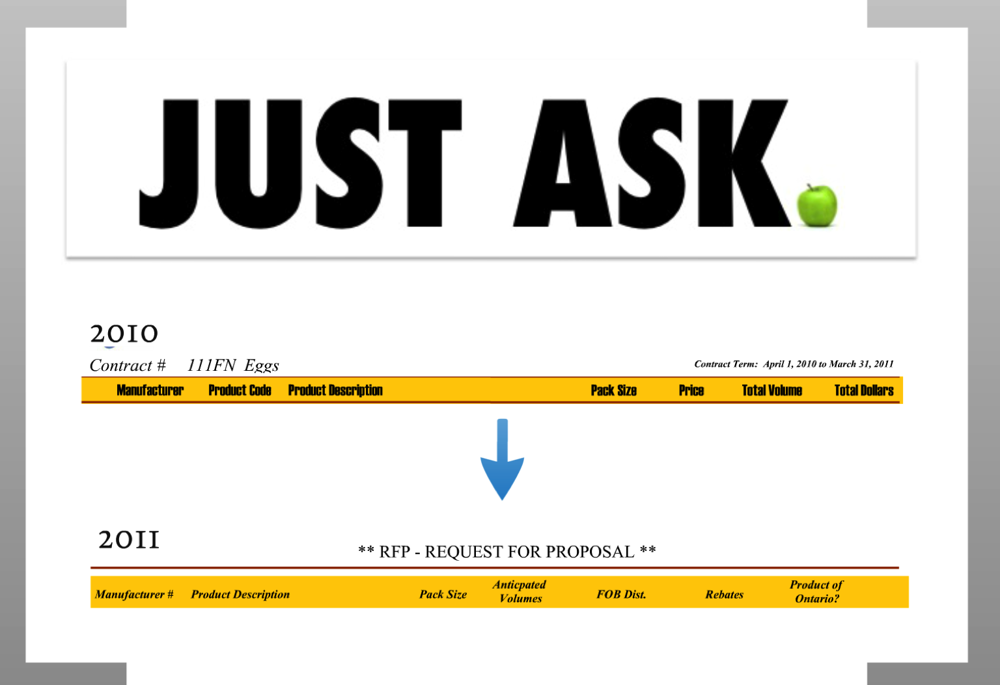 JUST ASK
2010
Contract # 111FN Eggs
Contract Term: April 1, 2010 to March 31, 2011
Manufacturer Product Code Product Description Pack Size Price Total Volume Total Dollars
2011
** RFP - REQUEST FOR PROPOSAL **
Manufacturer # Product Description Pack Size Anticpated Volumes FOB Dist. Rebates Product of Ontario?